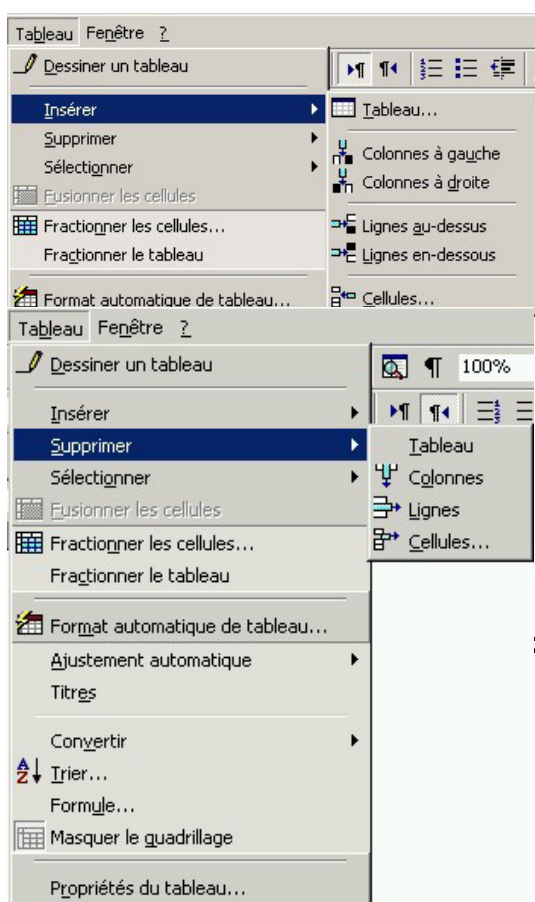 Tableau Fenêtre ?
Dessiner un tableau
Insérer
Tableau...
Supprimer
Colonnes à gauche
Sélectionner
Colonnes à droite
Fusionner les cellules
Fractionner les cellules...
Lignes au-dessus
Fractionner le tableau
Lignes en-dessous
Format automatique de tableau...
Cellules...
Tableau Fenêtre ?
Dessiner un tableau
100%
Insérer
Supprimer
Tableau
Sélectionner
Colonnes
Fusionner les cellules
Lignes
Fractionner les cellules...
Cellules...
Fractionner le tableau
Format automatique de tableau...
Ajustement automatique
Titres
Convertir
Trier...
Formule...
Masquer le quadrillage
Propriétés du tableau...